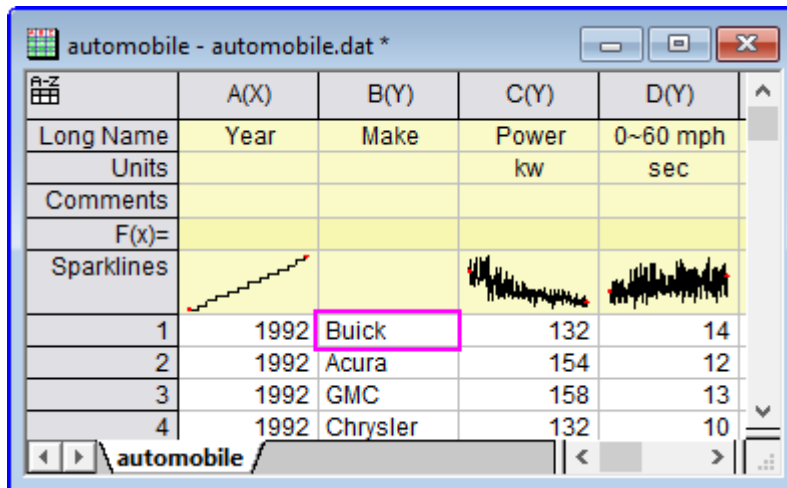 automobile - automobile.dat *
A-Z A(X) B(Y) C(Y) D(Y)
Long Name Year Make Power 0~60 mph
Units kw sec
Comments
F(x)=
Sparklines
1 1992 Buick 132 14
2 1992 Acura 154 12
3 1992 GMC 158 13
4 1992 Chrysler 132 10
automobile